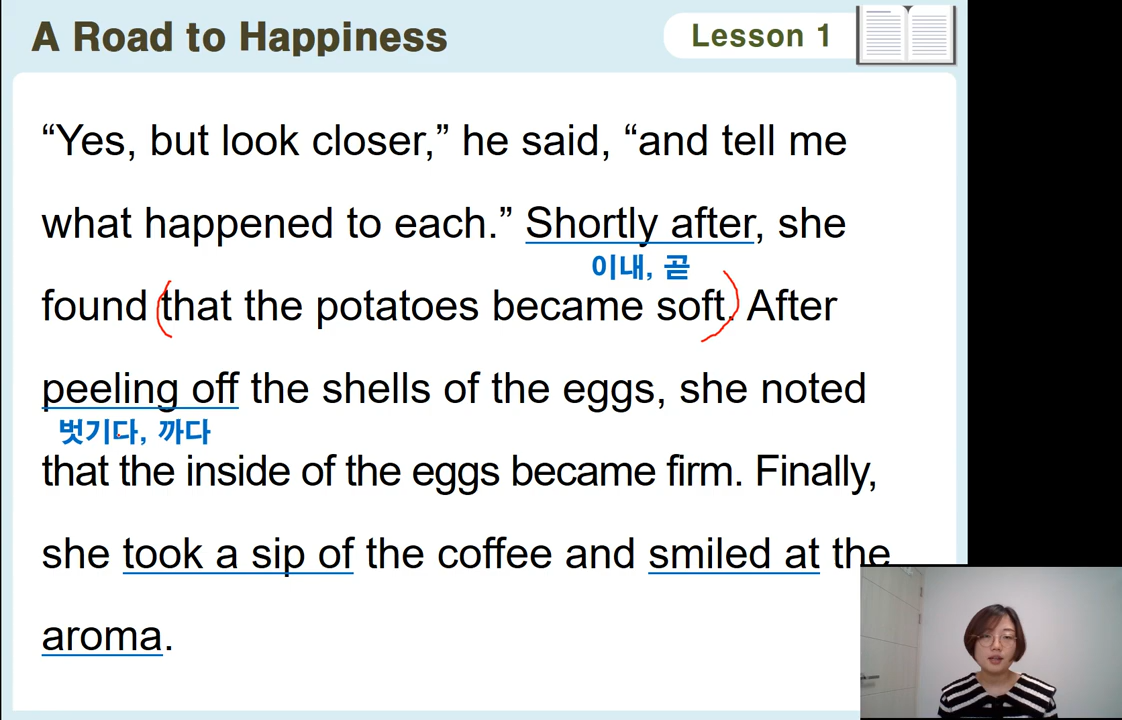 A Road to Happiness
Lesson 1
“Yes, but look closer,” he said, “and tell me
what happened to each.” Shortly after, she
이내, 곧
found that the potatoes became soft. After
peeling off the shells of the eggs, she noted
벗기다, 까다
that the inside of the eggs became firm. Finally,
she took a sip of the coffee and smiled at the
aroma.